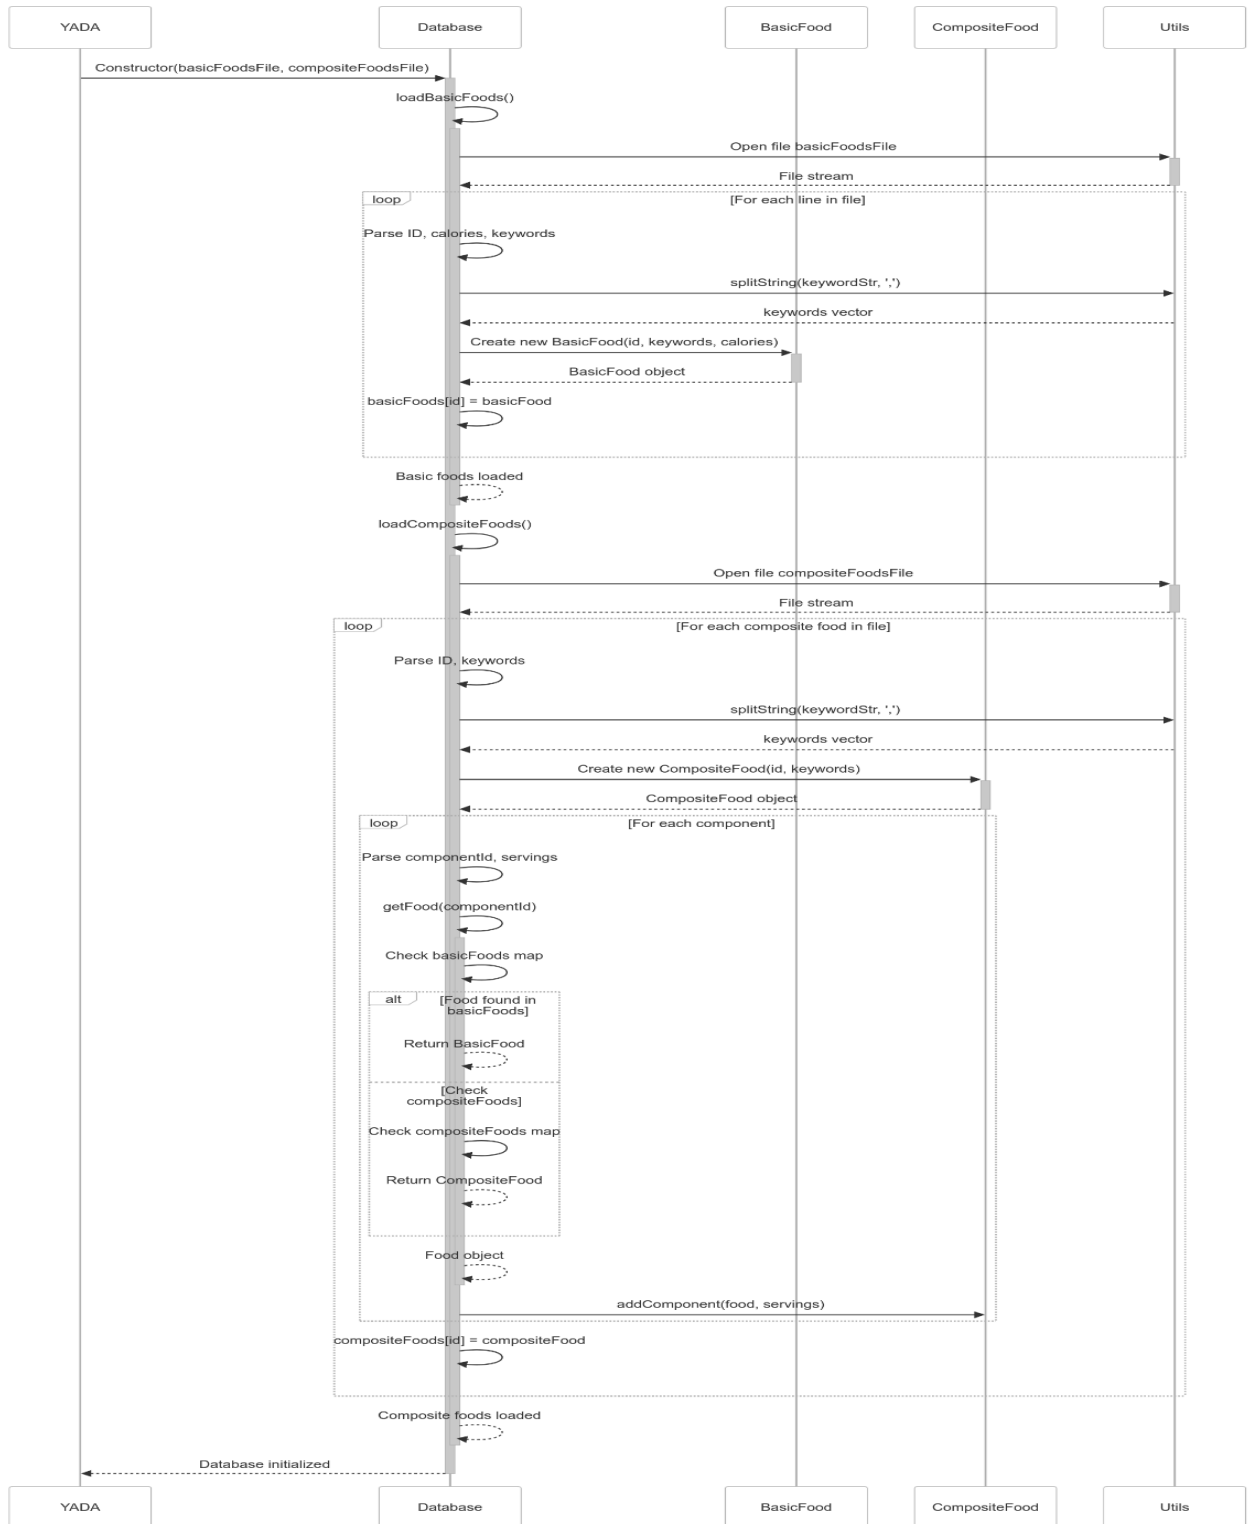 YADA
Database
BasicFood
CompositeFood
Utils
Constructor(basicFoodsFile, compositeFoodsFile)
loadBasicFoods()
Open file basicFoodsFile
File stream
loop
[For each line in file]
Parse ID, calories, keywords
splitString(keywordStr, ',')
keywords vector
Create new BasicFood(id, keywords, calories)
BasicFood object
basicFoods[id] = basicFood
Basic foods loaded
loadCompositeFoods()
Open file compositeFoodsFile
File stream
loop
[For each composite food in file]
Parse ID, keywords
splitString(keywordStr, ',')
keywords vector
Create new CompositeFood(id, keywords)
CompositeFood object
loop
[For each component]
Parse componentId, servings
getFood(componentId)
Check basicFoods map
alt
[Food found in
basicFoods]
Return BasicFood
[Check
compositeFoods]
Check compositeFoods map
Return CompositeFood
Food object
addComponent(food, servings)
compositeFoods[id] = compositeFood
Composite foods loaded
Database initialized
YADA
Database
BasicFood
CompositeFood
Utils